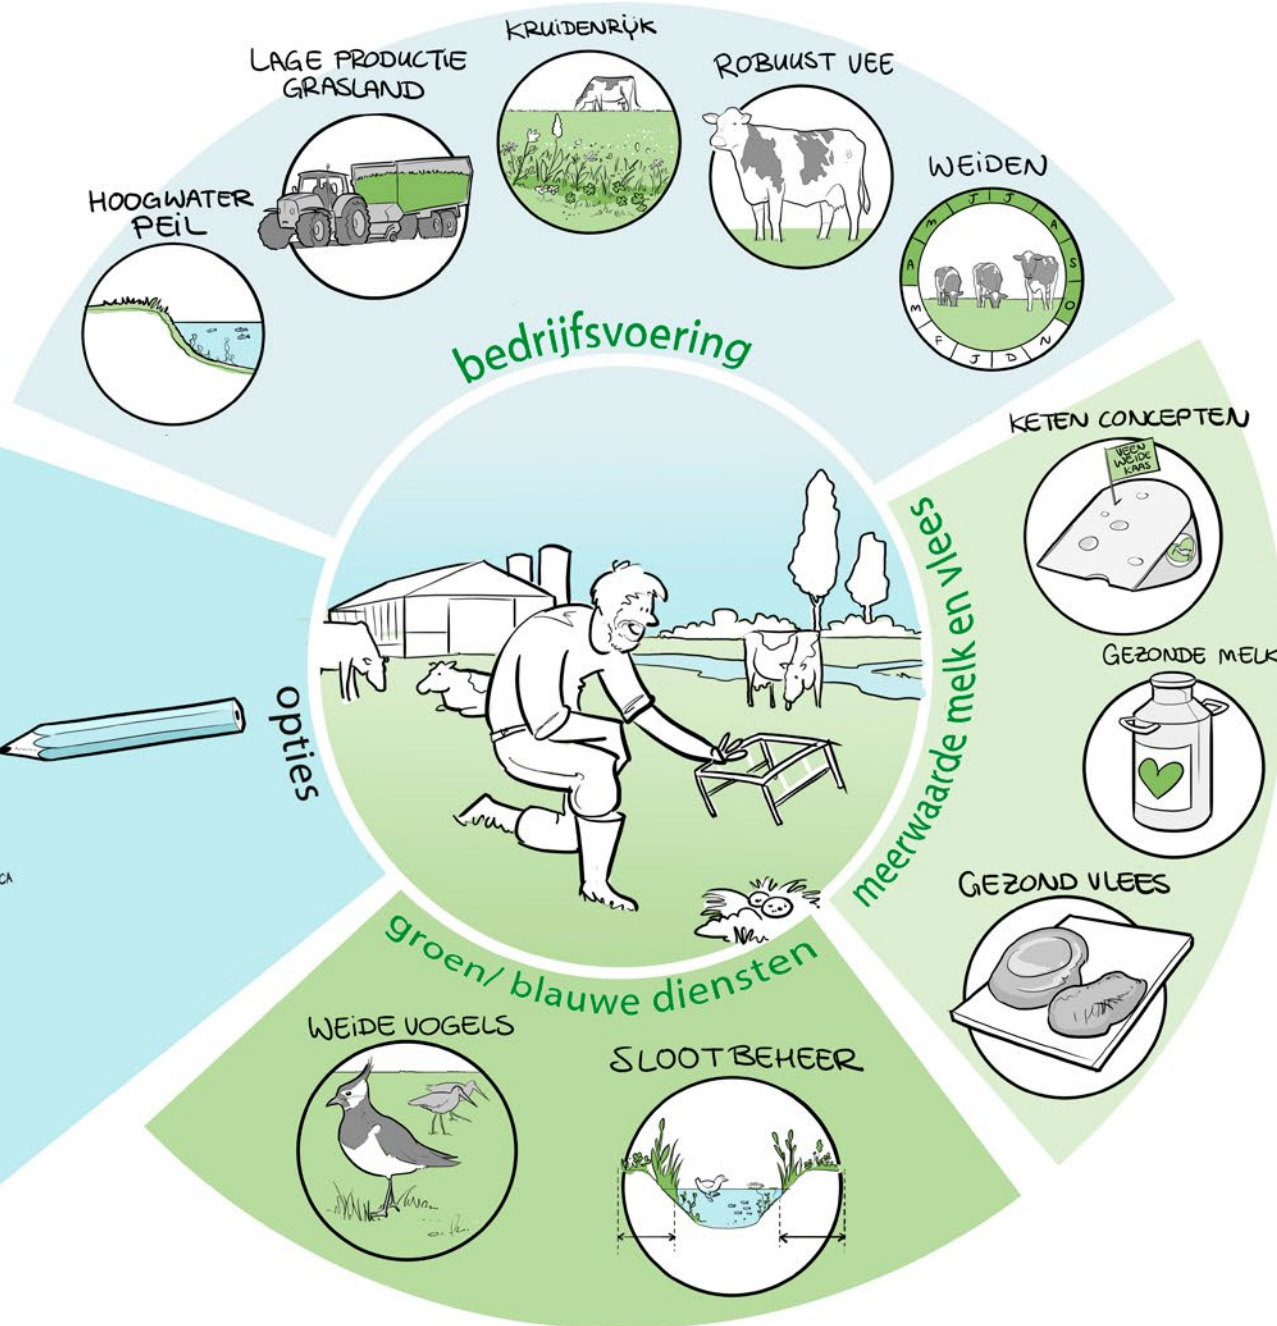 KRUIDENRIJK
LAGE PRODUCTIE
GRASLAND
ROBUUST VEE
HOOGWATER
PEIL
WEIDEN
J F M A M J J A S O N D
bedrijfsvoering
KETEN CONCEPTEN
VEEN
WEIDE
KAAS
meerwaarde melk en vlees
GEZONDE MELK
GEZOND VLEES
opties
CA
groen/ blauwe diensten
WEIDE VOGELS
SLOOTBEHEER